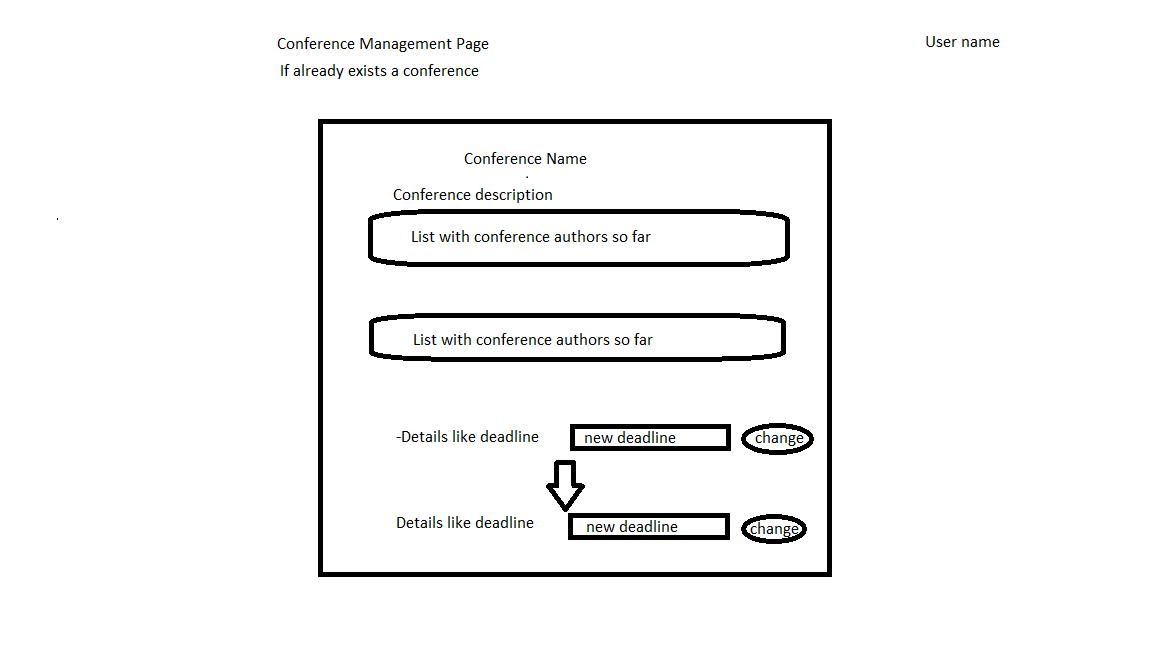 Conference Management Page
User name
If already exists a conference
Conference Name
Conference description
List with conference authors so far
List with conference authors so far
-Details like deadline
new deadline
change
Details like deadline
new deadline
change